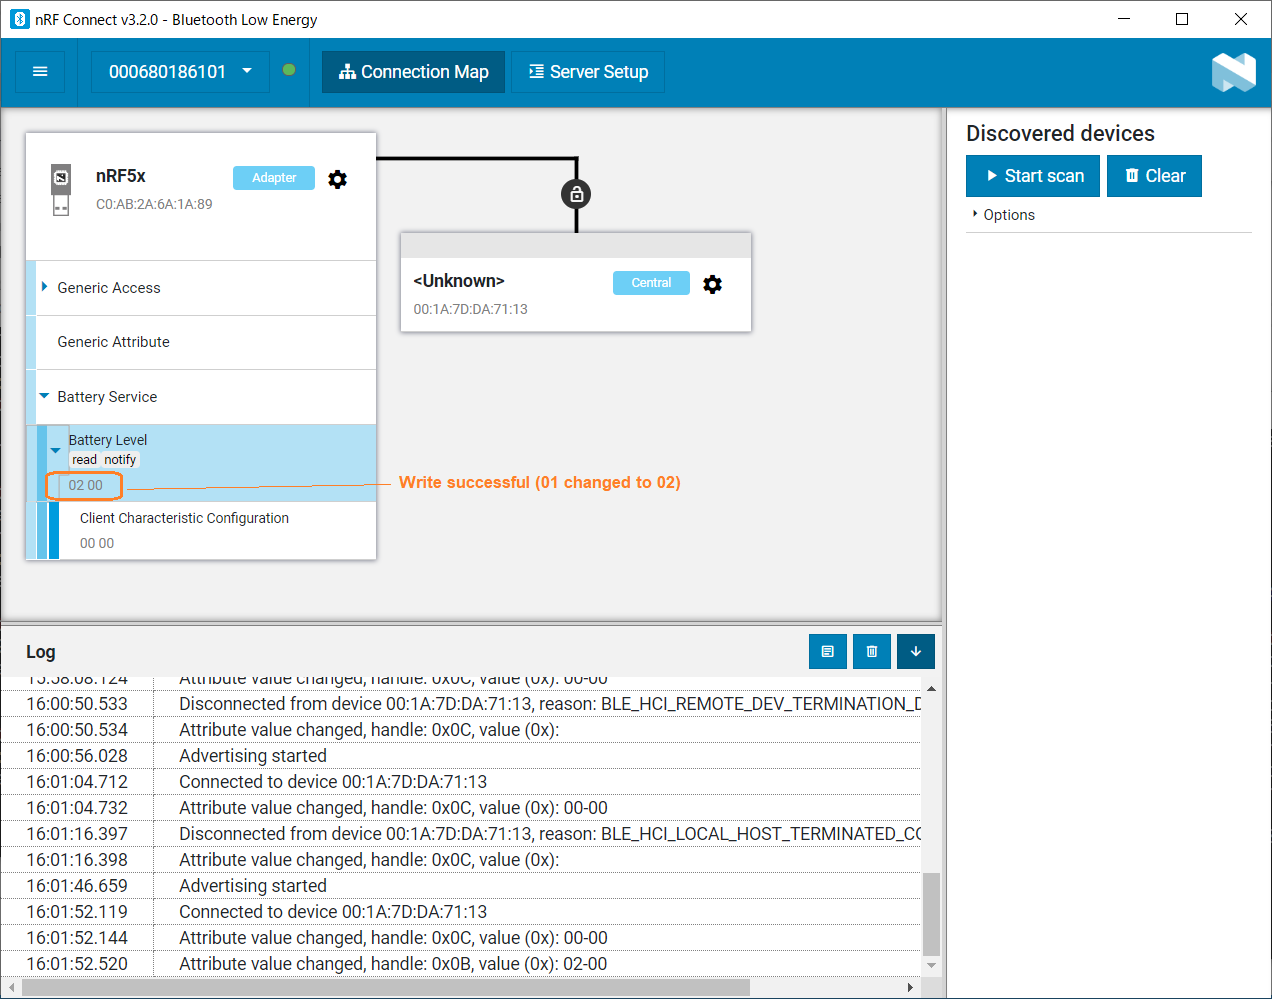 nRF Connect v3.2.0 - Bluetooth Low Energy
000680186101
Connection Map
Server Setup
nRF5x
Adapter
C0:AB:2A:6A:1A:89
Generic Access
Generic Attribute
Battery Service
Battery Level
read notify
02 00
Client Characteristic Configuration
00 00
<Unknown>
Central
00:1A:7D:DA:71:13
Write successful (01 changed to 02)
Discovered devices
Start scan
Clear
Options
Log
15:58:08.124 Attribute value changed, handle: 0x0C, value (0x): 00-00
16:00:50.533 Disconnected from device 00:1A:7D:DA:71:13, reason: BLE_HCI_REMOTE_DEV_TERMINATION_D
16:00:50.534 Attribute value changed, handle: 0x0C, value (0x):
16:00:56.028 Advertising started
16:01:04.712 Connected to device 00:1A:7D:DA:71:13
16:01:04.732 Attribute value changed, handle: 0x0C, value (0x): 00-00
16:01:16.397 Disconnected from device 00:1A:7D:DA:71:13, reason: BLE_HCI_LOCAL_HOST_TERMINATED_CO
16:01:16.398 Attribute value changed, handle: 0x0C, value (0x):
16:01:46.659 Advertising started
16:01:52.119 Connected to device 00:1A:7D:DA:71:13
16:01:52.144 Attribute value changed, handle: 0x0C, value (0x): 00-00
16:01:52.520 Attribute value changed, handle: 0x0B, value (0x): 02-00